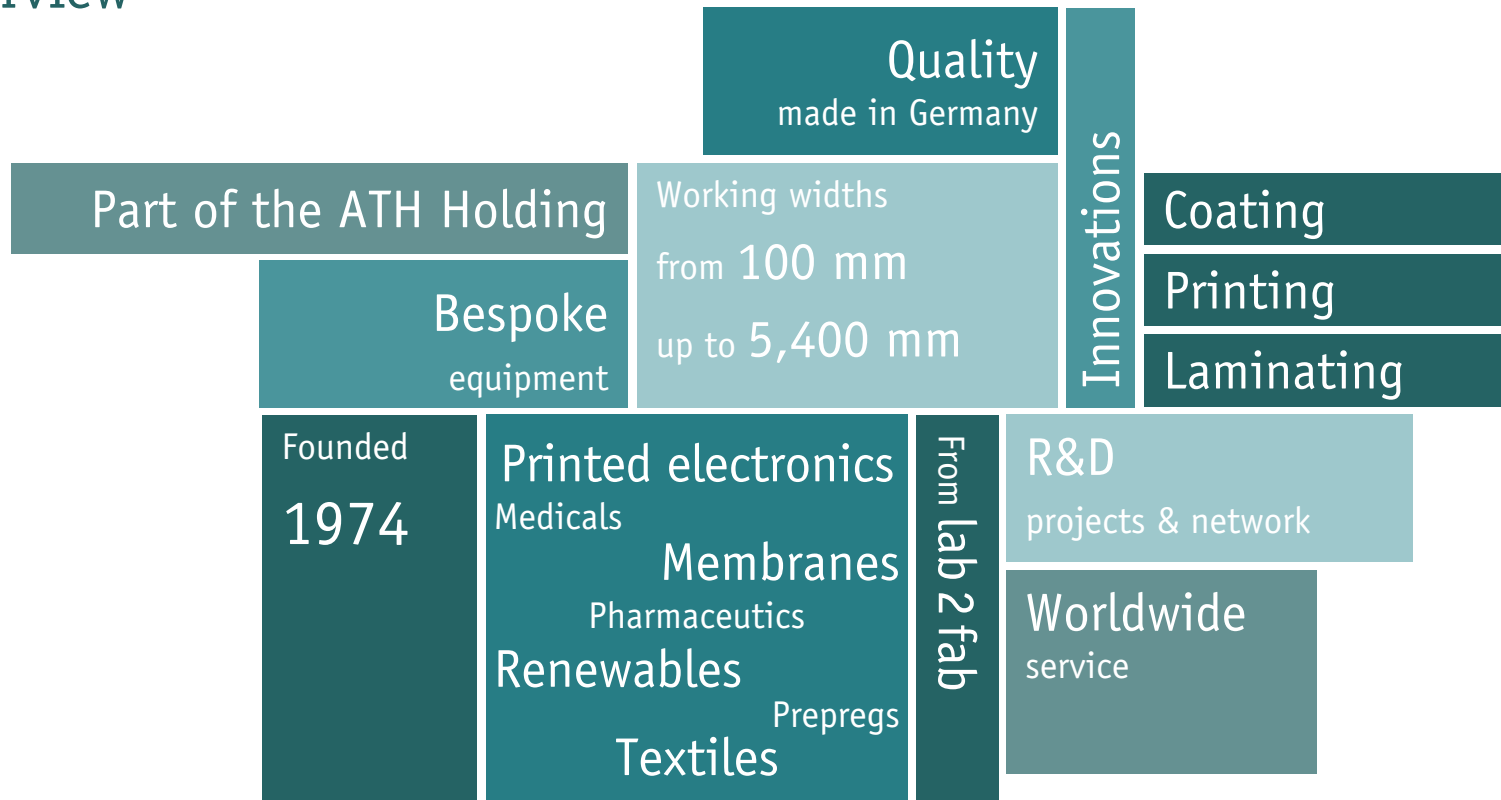 Quality
made in Germany
Innovations
Part of the ATH Holding
Working widths
from 100 mm
up to 5,400 mm
Coating
Printing
Laminating
Bespoke
equipment
Founded
1974
Printed electronics
Medicals
Membranes
Pharmaceutics
Renewables
Prepregs
Textiles
From lab 2 fab
R&D
projects & network
Worldwide
service